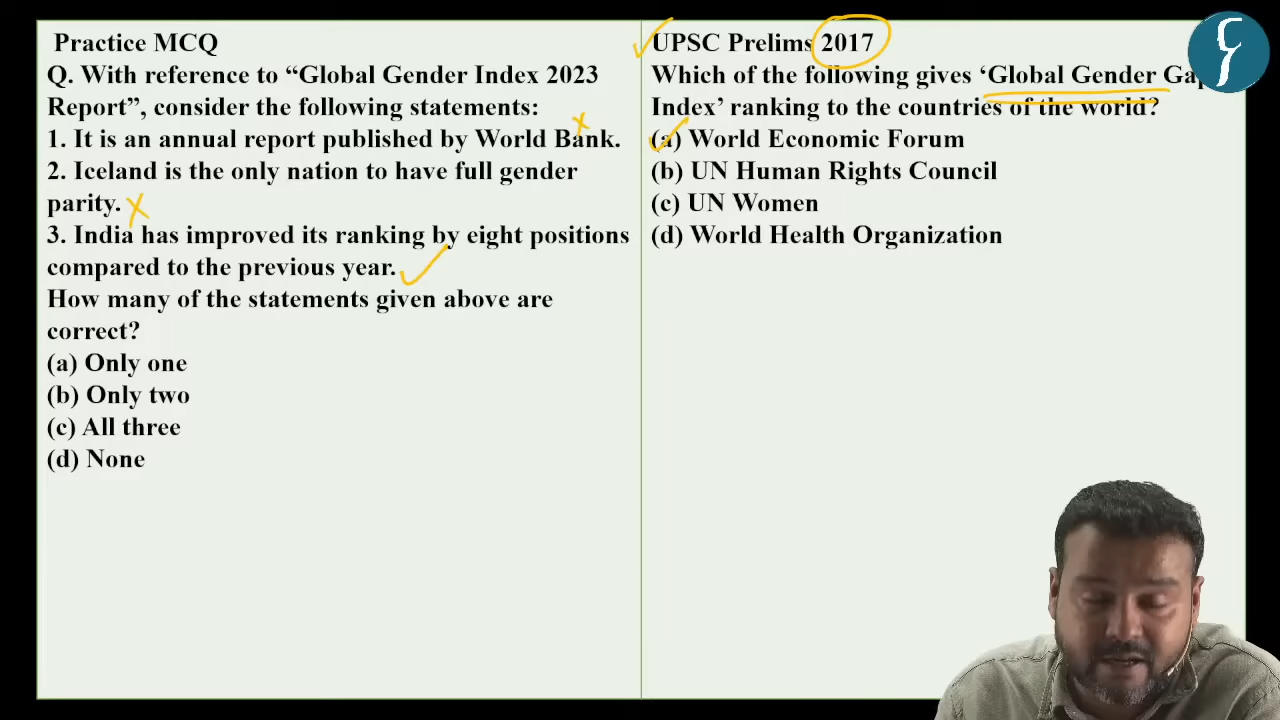 Practice MCQ
Q. With reference to “Global Gender Index 2023
Report”, consider the following statements:
1. It is an annual report published by World Bank.
2. Iceland is the only nation to have full gender
parity.
3. India has improved its ranking by eight positions
compared to the previous year.
How many of the statements given above are
correct?
(a) Only one
(b) Only two
(c) All three
(d) None
UPSC Prelims 2017
Which of the following gives ‘Global Gender Gap
Index’ ranking to the countries of the world?
(a) World Economic Forum
(b) UN Human Rights Council
(c) UN Women
(d) World Health Organization